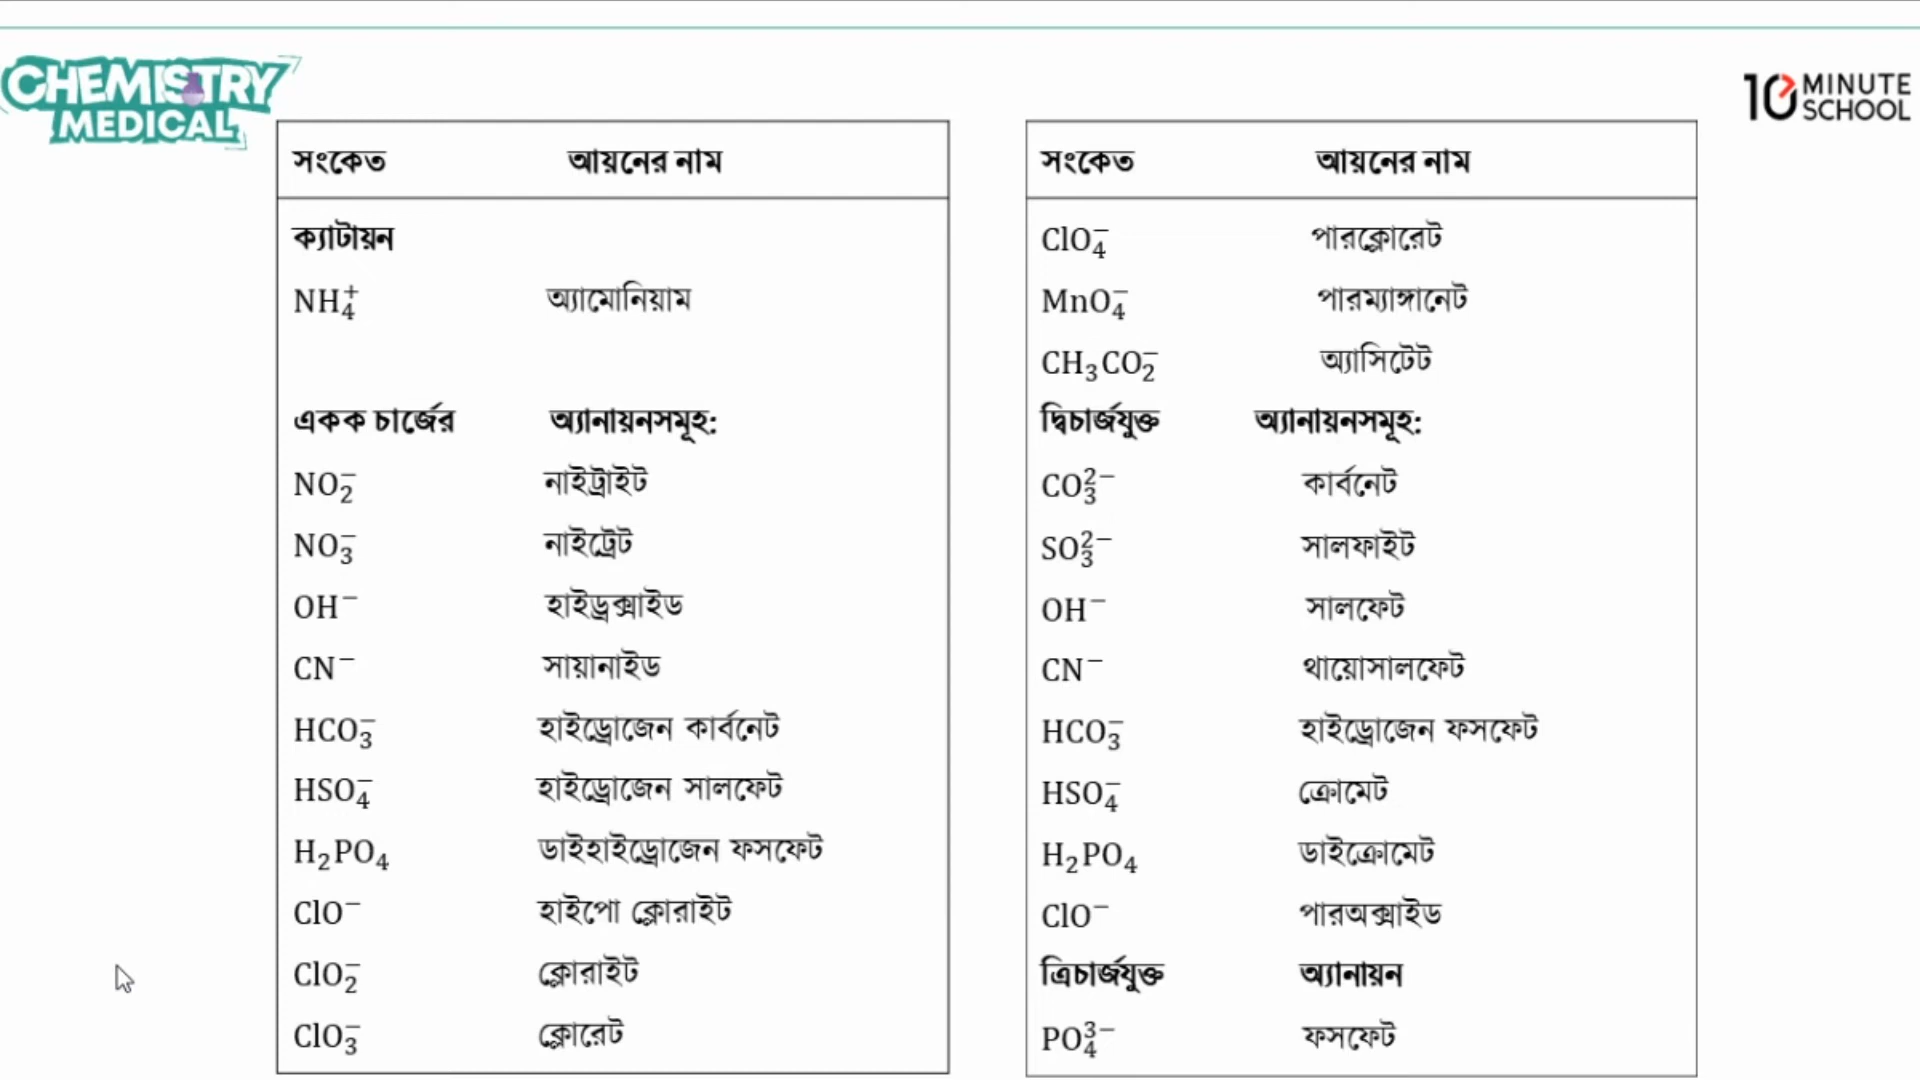 CHEMISTRY
MEDICAL
10 MINUTE
SCHOOL
সংকেত আয়নের নাম
ক্যাটায়ন
NH₄⁺ অ্যামোনিয়াম
একক চার্জের অ্যানায়নসমূহ:
NO₂⁻ নাইট্রাইট
NO₃⁻ নাইট্রেট
OH⁻ হাইড্রক্সাইড
CN⁻ সায়ানাইড
HCO₃⁻ হাইড্রোজেন কার্বনেট
HSO₄⁻ হাইড্রোজেন সালফেট
H₂PO₄ ডাইহাইড্রোজেন ফসফেট
ClO⁻ হাইপো ক্লোরাইট
ClO₂⁻ ক্লোরাইট
ClO₃⁻ ক্লোরেট
সংকেত আয়নের নাম
ClO₄⁻ পারক্লোরেট
MnO₄⁻ পারম্যাঙ্গানেট
CH₃CO₂⁻ অ্যাসিটেট
দ্বিচার্জযুক্ত অ্যানায়নসমূহ:
CO₃²⁻ কার্বনেট
SO₃²⁻ সালফাইট
OH⁻ সালফেট
CN⁻ থায়োসালফেট
HCO₃⁻ হাইড্রোজেন ফসফেট
HSO₄⁻ ক্রোমেট
H₂PO₄ ডাইক্রোমেট
ClO⁻ পারঅক্সাইড
ত্রিচার্জযুক্ত অ্যানায়ন
PO₄³⁻ ফসফেট